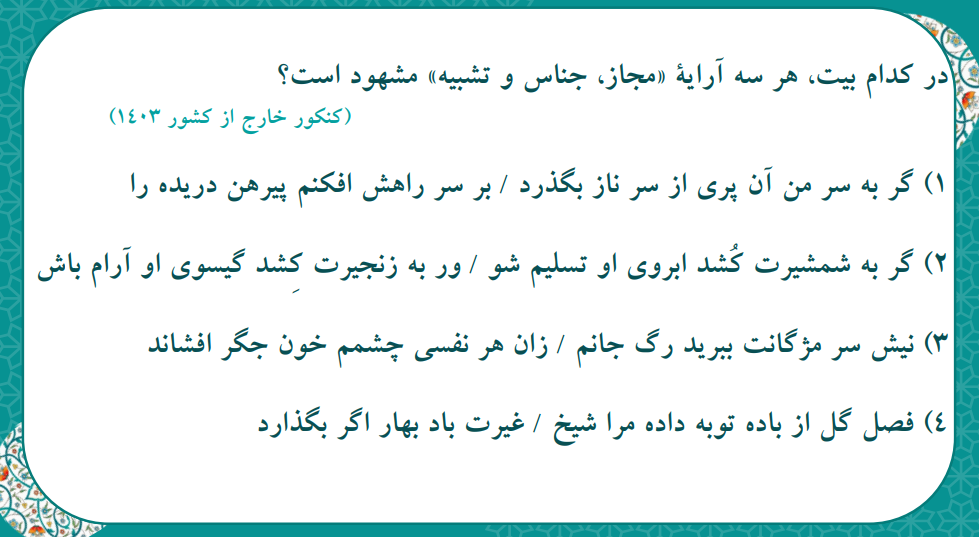 در کدام بیت، هر سه آرایهٔ «مجاز، جناس و تشبیه» مشهود است؟
(کنکور خارج از کشور ۱٤۰۳)
۱) گر به سر من آن پری از سر ناز بگذرد / بر سر راهش افکنم پیرهن دریده را
۲) گر به شمشیرت کُشد ابروی او تسلیم شو / ور به زنجیرت کِشد گیسوی او آرام باش
۳) نیش سر مژگانت ببرید رگ جانم / زان هر نفسی چشمم خون جگر افشاند
٤) فصل گل از باده توبه داده مرا شیخ / غیرت باد بهار اگر بگذارد